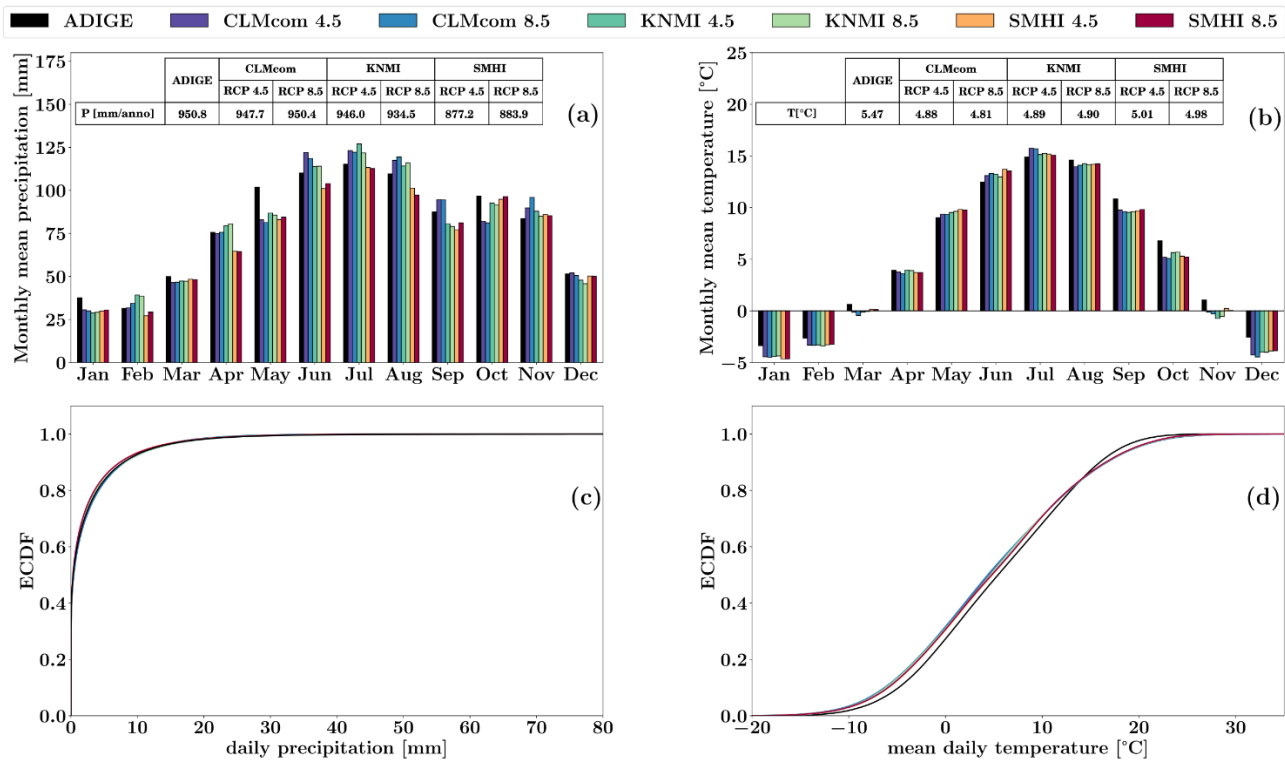 ADIGE CLMcom 4.5 CLMcom 8.5 KNMI 4.5 KNMI 8.5 SMHI 4.5 SMHI 8.5
Monthly mean precipitation [mm]
175
150
125
100
75
50
25
0
ADIGE CLMcom KNMI SMHI
RCP 4.5 RCP 8.5 RCP 4.5 RCP 8.5 RCP 4.5 RCP 8.5
P [mm/anno] 950.8 947.7 950.4 946.0 934.5 877.2 883.9
(a)
Jan Feb Mar Apr May Jun Jul Aug Sep Oct Nov Dec
Monthly mean temperature [°C]
25
20
15
10
5
0
−5
ADIGE CLMcom KNMI SMHI
RCP 4.5 RCP 8.5 RCP 4.5 RCP 8.5 RCP 4.5 RCP 8.5
T[°C] 5.47 4.88 4.81 4.89 4.90 5.01 4.98
(b)
Jan Feb Mar Apr May Jun Jul Aug Sep Oct Nov Dec
ECDF
1.0
0.8
0.6
0.4
0.2
0.0
(c)
0 10 20 30 40 50 60 70 80
daily precipitation [mm]
ECDF
1.0
0.8
0.6
0.4
0.2
0.0
(d)
−20 −10 0 10 20 30
mean daily temperature [°C]